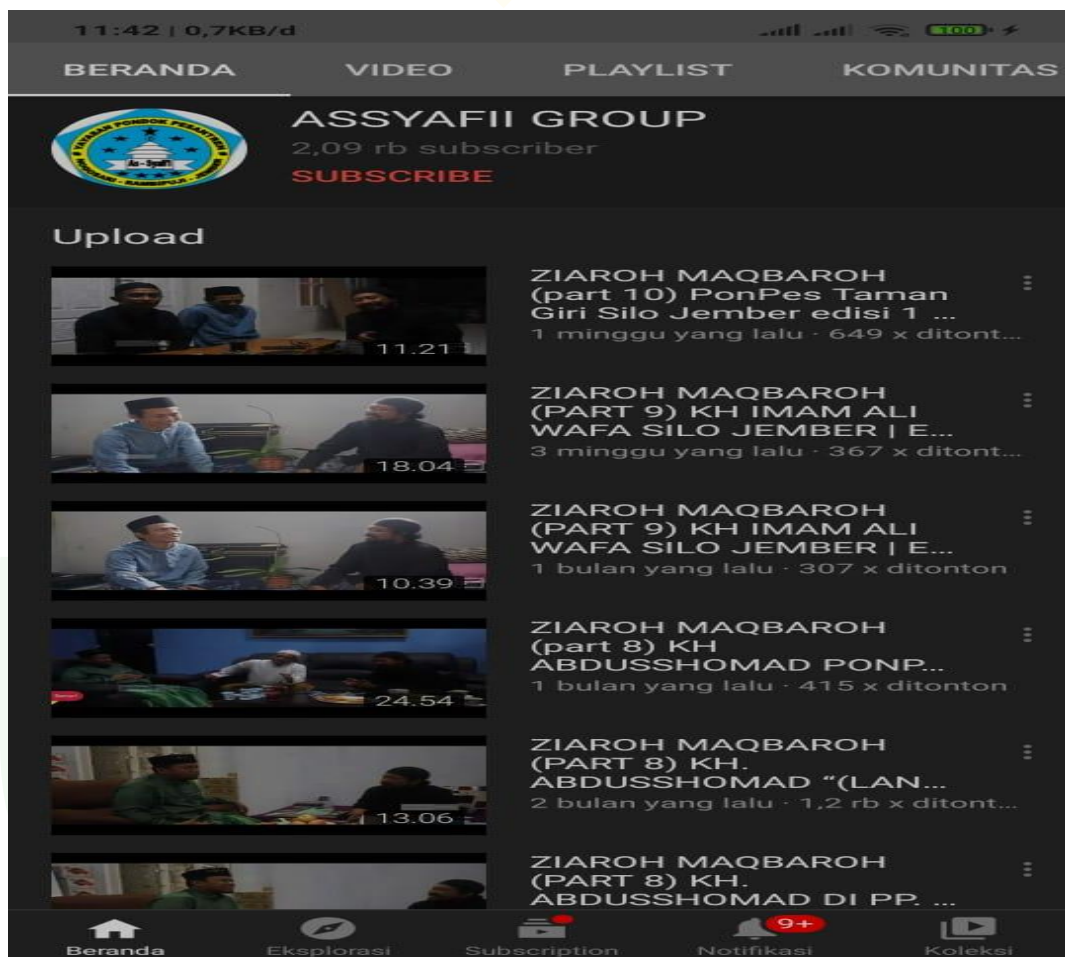 11:42 | 0,7KB/d
100
BERANDA VIDEO PLAYLIST KOMUNITAS
YAYASAN PONDOK PESANTREN
ASSYAFII GROUP
2,09 rb subscriber
SUBSCRIBE
Upload
ZIAROH MAQBAROH
(part 10) PonPes Taman
Giri Silo Jember edisi 1 ...
1 minggu yang lalu · 649 x ditont...
11.21
ZIAROH MAQBAROH
(PART 9) KH IMAM ALI
WAFA SILO JEMBER | E...
3 minggu yang lalu · 367 x ditont...
18.04
ZIAROH MAQBAROH
(PART 9) KH IMAM ALI
WAFA SILO JEMBER | E...
1 bulan yang lalu · 307 x ditonton
10.39
ZIAROH MAQBAROH
(part 8) KH
ABDUSSHOMAD PONP...
1 bulan yang lalu · 415 x ditonton
24.54
ZIAROH MAQBAROH
(PART 8) KH.
ABDUSSHOMAD “(LAN...
2 bulan yang lalu · 1,2 rb x ditont...
13.06
ZIAROH MAQBAROH
(PART 8) KH.
ABDUSSHOMAD DI PP. ...
9+
Beranda Eksplorasi Subscription Notifikasi Koleksi